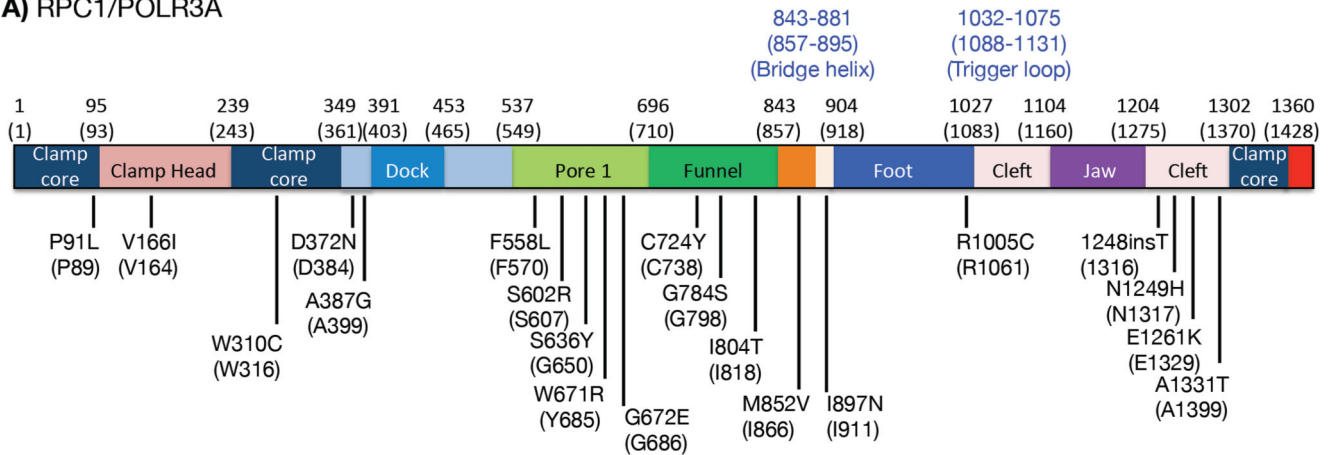 A) RPC1/POLR3A
843-881 1032-1075
(857-895) (1088-1131)
(Bridge helix) (Trigger loop)
1 95 239 349 391 453 537 696 843 904 1027 1104 1204 1302 1360
(1) (93) (243) (361)(403) (465) (549) (710) (857) (918) (1083) (1160) (1275) (1370) (1428)
Clamp core Clamp Head Clamp core Dock Pore 1 Funnel Foot Cleft Jaw Cleft Clamp core
P91L V166I D372N F558L C724Y R1005C 1248insT
(P89) (V164) (D384) (F570) (C738) (R1061) (1316)
A387G S602R G784S N1249H
(A399) (S607) (G798) (N1317)
W310C S636Y I804T E1261K
(W316) (G650) (I818) (E1329)
W671R M852V I897N A1331T
(Y685) (I866) (I911) (A1399)
G672E
(G686)